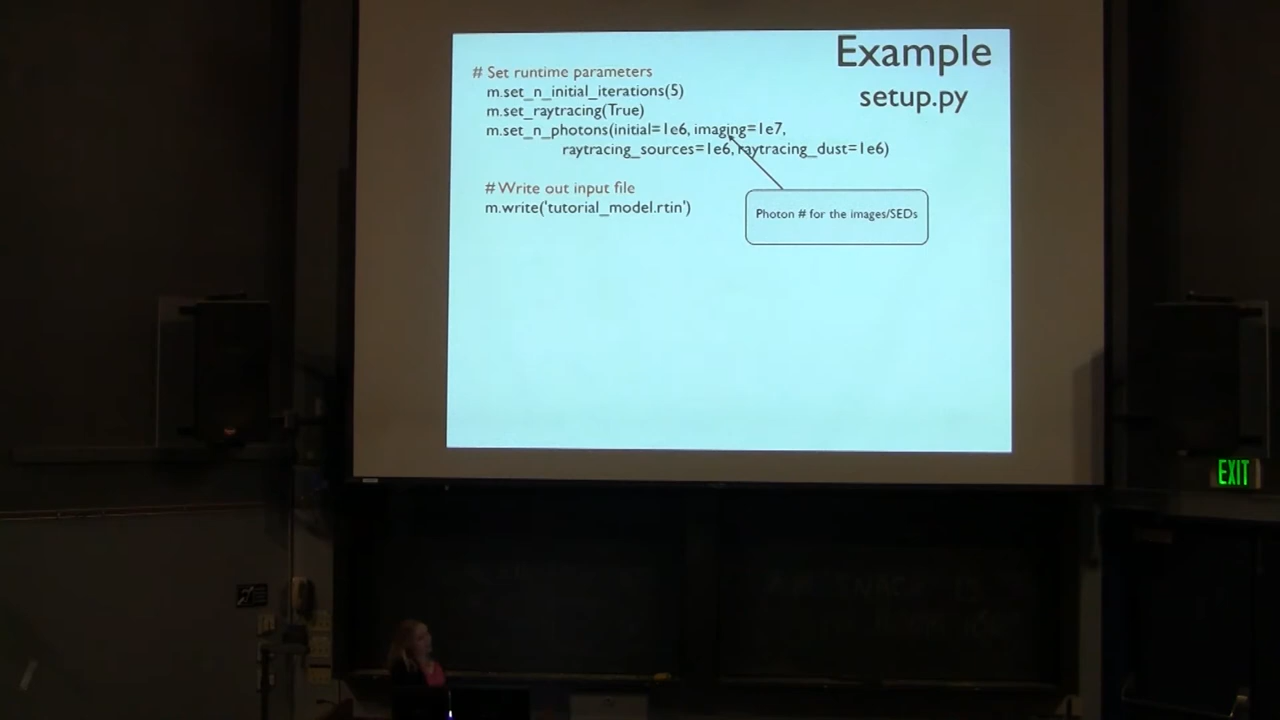 Example
setup.py
# Set runtime parameters
m.set_n_initial_iterations(5)
m.set_raytracing(True)
m.set_n_photons(initial=1e6, imaging=1e7,
raytracing_sources=1e6, raytracing_dust=1e6)
# Write out input file
m.write('tutorial_model.rtin')
Photon # for the images/SEDs
EXIT